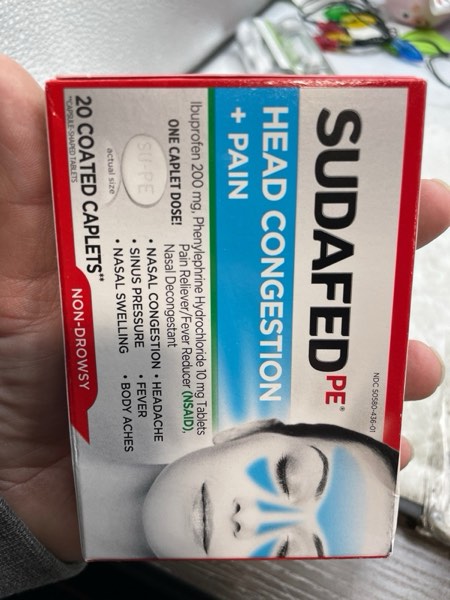 NDC 50580-436-01
SUDAFED PE®
HEAD CONGESTION
+ PAIN
Ibuprofen 200 mg, Phenylephrine Hydrochloride 10 mg Tablets
Pain Reliever/Fever Reducer (NSAID),
Nasal Decongestant
ONE CAPLET DOSE!
SU-PE
actual size
• NASAL CONGESTION • HEADACHE
• SINUS PRESSURE • FEVER
• NASAL SWELLING • BODY ACHES
20 COATED CAPLETS**
**CAPSULE-SHAPED TABLETS
NON-DROWSY